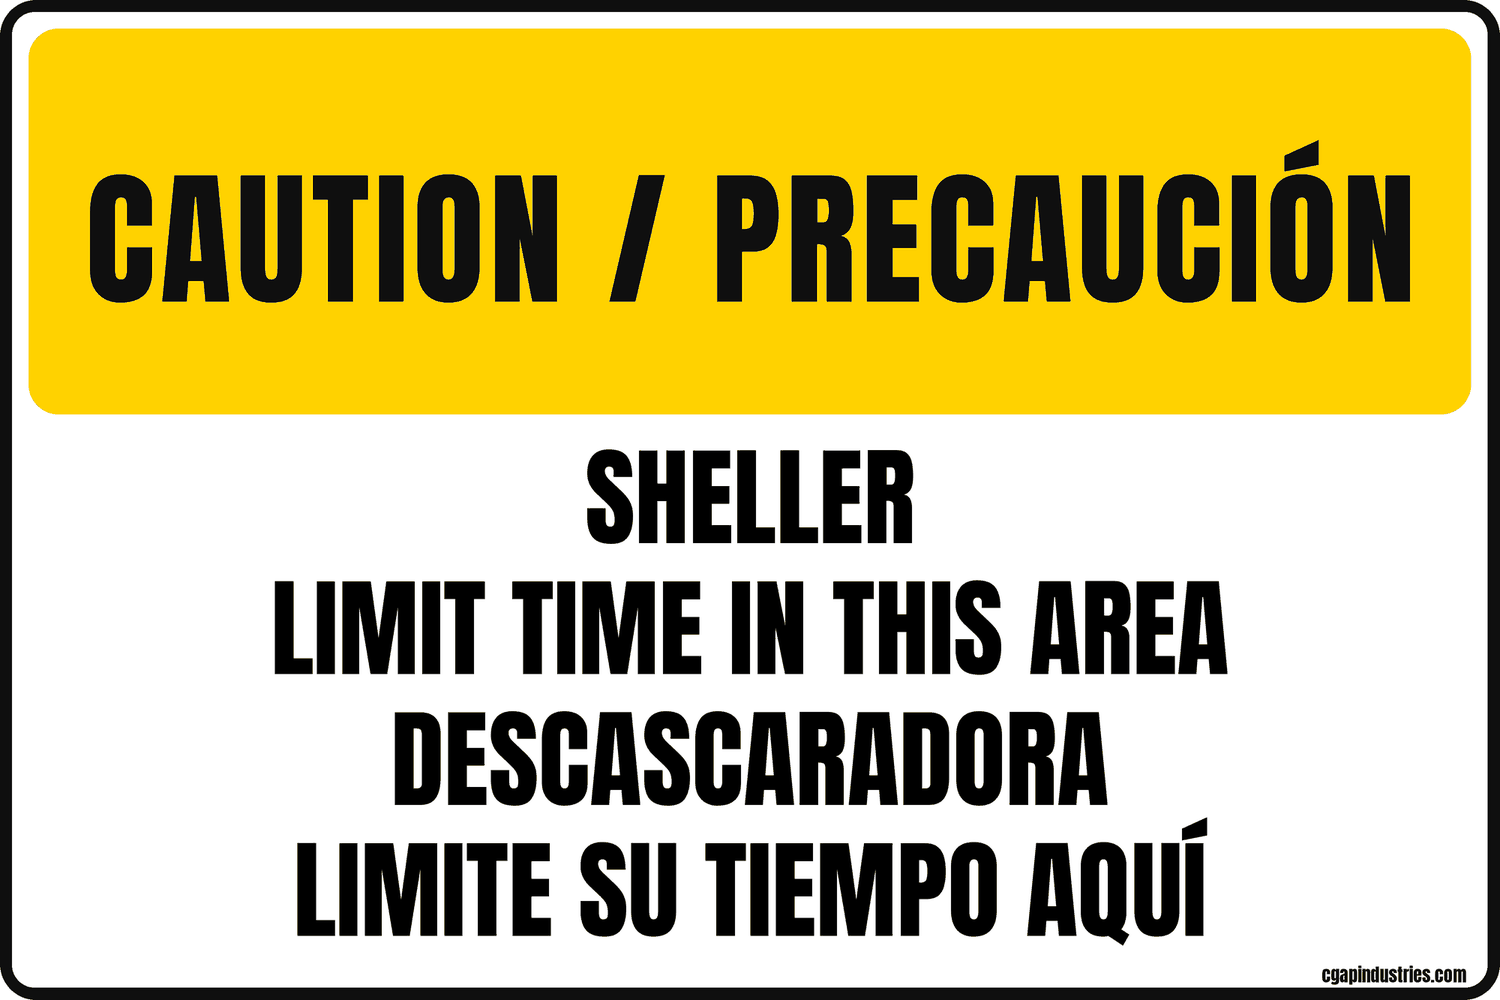 CAUTION / PRECAUCIÓN
SHELLER
LIMIT TIME IN THIS AREA
DESCASCARADORA
LIMITE SU TIEMPO AQUÍ
cgapindustries.com